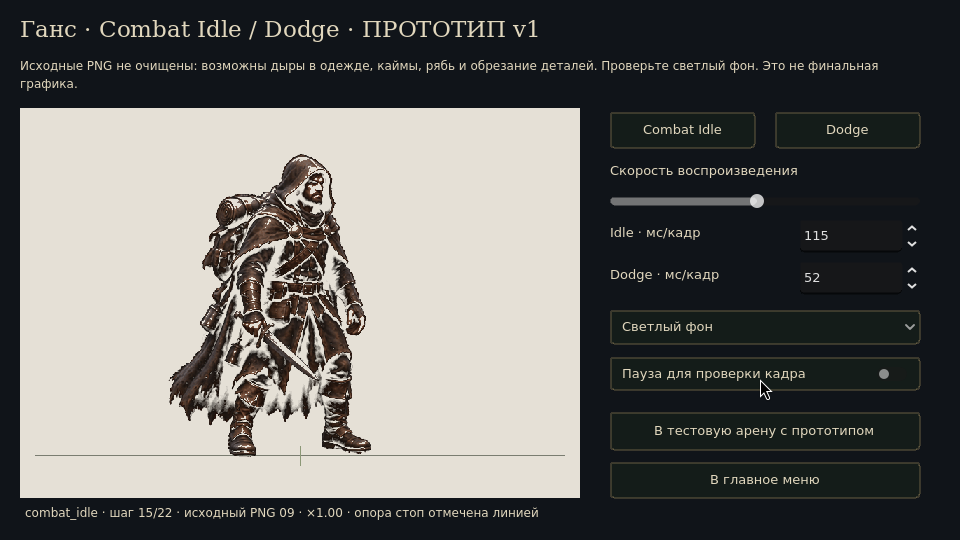 Ганс · Combat Idle / Dodge · ПРОТОТИП v1
Исходные PNG не очищены: возможны дыры в одежде, каймы, рябь и обрезание деталей. Проверьте светлый фон. Это не финальная
графика.
Combat Idle
Dodge
Скорость воспроизведения
Idle · мс/кадр
115
Dodge · мс/кадр
52
Светлый фон
Пауза для проверки кадра
В тестовую арену с прототипом
В главное меню
combat_idle · шаг 15/22 · исходный PNG 09 · ×1.00 · опора стоп отмечена линией